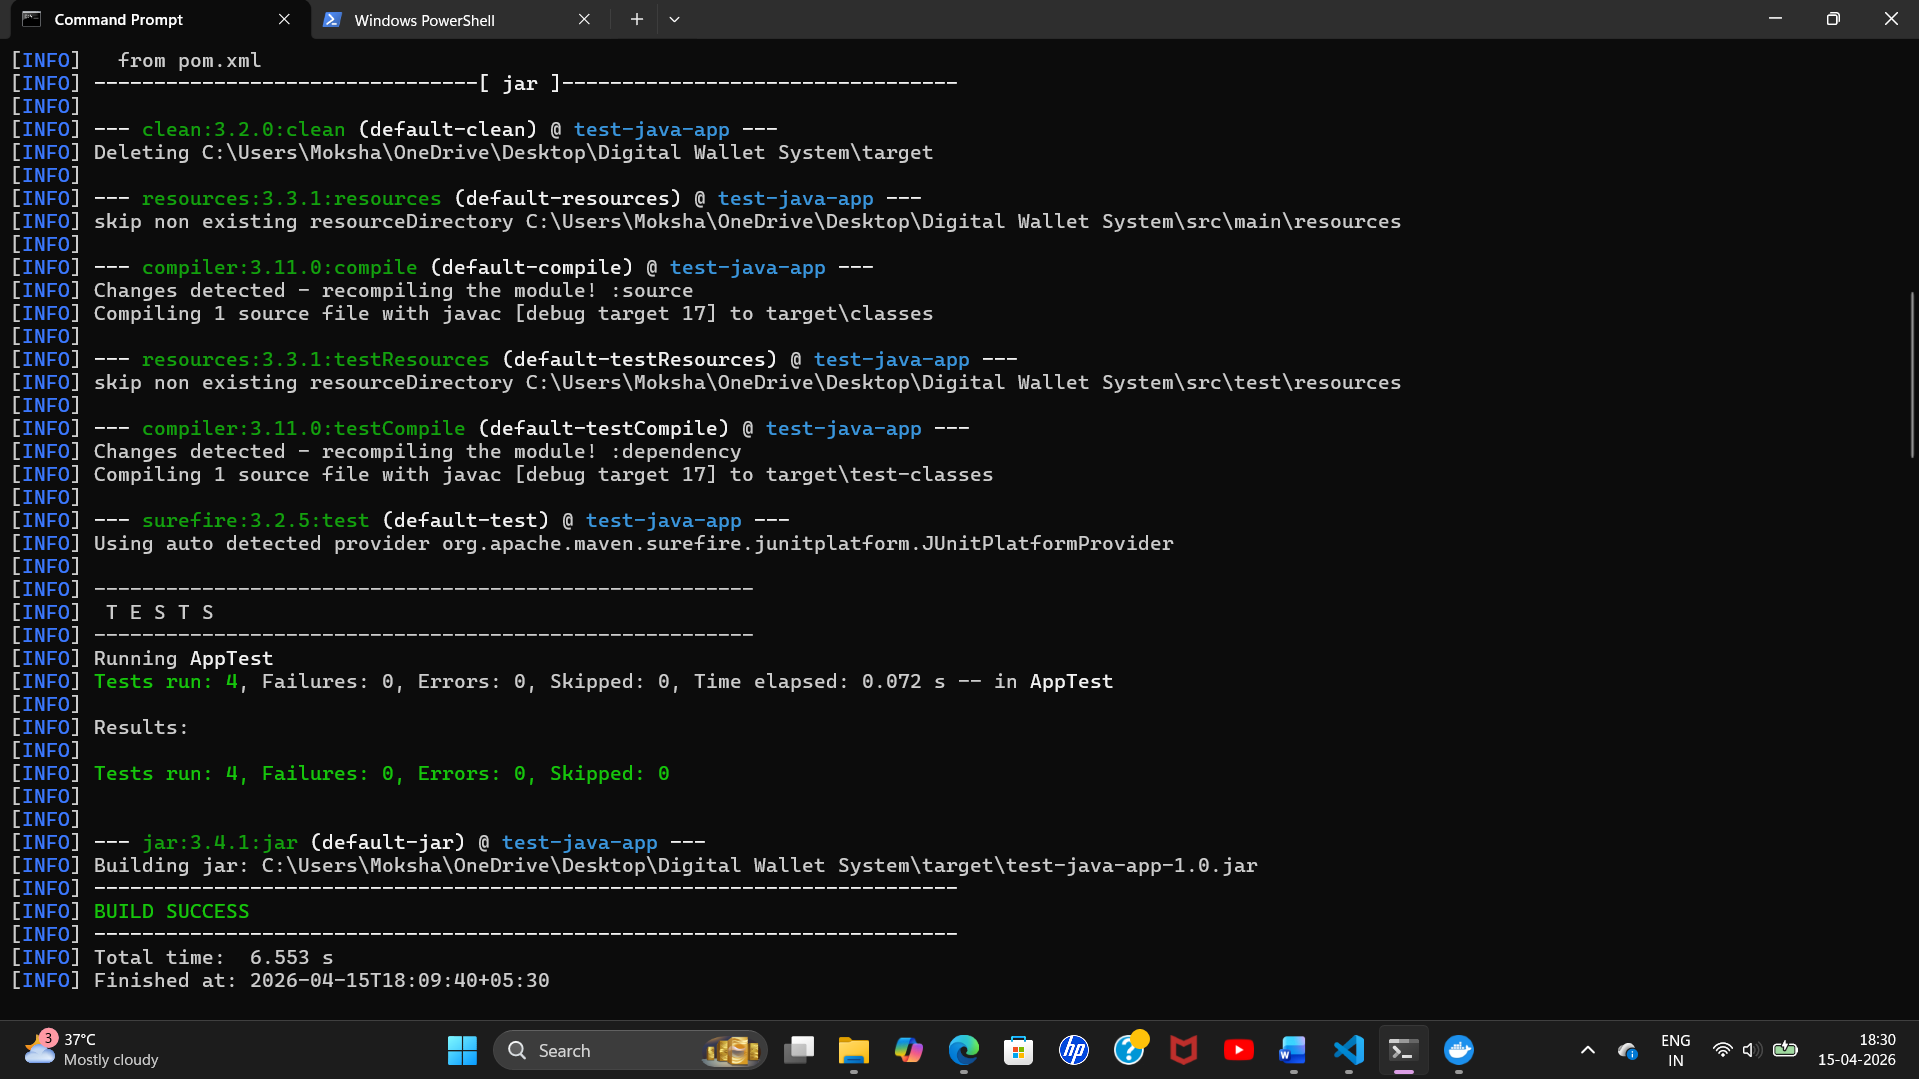 Command Prompt
Windows PowerShell
[INFO]   from pom.xml
[INFO] --------------------------------[ jar ]---------------------------------
[INFO]
[INFO] --- clean:3.2.0:clean (default-clean) @ test-java-app ---
[INFO] Deleting C:\Users\Moksha\OneDrive\Desktop\Digital Wallet System\target
[INFO]
[INFO] --- resources:3.3.1:resources (default-resources) @ test-java-app ---
[INFO] skip non existing resourceDirectory C:\Users\Moksha\OneDrive\Desktop\Digital Wallet System\src\main\resources
[INFO]
[INFO] --- compiler:3.11.0:compile (default-compile) @ test-java-app ---
[INFO] Changes detected - recompiling the module! :source
[INFO] Compiling 1 source file with javac [debug target 17] to target\classes
[INFO]
[INFO] --- resources:3.3.1:testResources (default-testResources) @ test-java-app ---
[INFO] skip non existing resourceDirectory C:\Users\Moksha\OneDrive\Desktop\Digital Wallet System\src\test\resources
[INFO]
[INFO] --- compiler:3.11.0:testCompile (default-testCompile) @ test-java-app ---
[INFO] Changes detected - recompiling the module! :dependency
[INFO] Compiling 1 source file with javac [debug target 17] to target\test-classes
[INFO]
[INFO] --- surefire:3.2.5:test (default-test) @ test-java-app ---
[INFO] Using auto detected provider org.apache.maven.surefire.junitplatform.JUnitPlatformProvider
[INFO]
[INFO] -------------------------------------------------------
[INFO]  T E S T S
[INFO] -------------------------------------------------------
[INFO] Running AppTest
[INFO] Tests run: 4, Failures: 0, Errors: 0, Skipped: 0, Time elapsed: 0.072 s -- in AppTest
[INFO]
[INFO] Results:
[INFO]
[INFO] Tests run: 4, Failures: 0, Errors: 0, Skipped: 0
[INFO]
[INFO]
[INFO] --- jar:3.4.1:jar (default-jar) @ test-java-app ---
[INFO] Building jar: C:\Users\Moksha\OneDrive\Desktop\Digital Wallet System\target\test-java-app-1.0.jar
[INFO] ------------------------------------------------------------------------
[INFO] BUILD SUCCESS
[INFO] ------------------------------------------------------------------------
[INFO] Total time:  6.553 s
[INFO] Finished at: 2026-04-15T18:09:40+05:30
3
37°C
Mostly cloudy
Search
hp
ENG
IN
18:30
15-04-2026